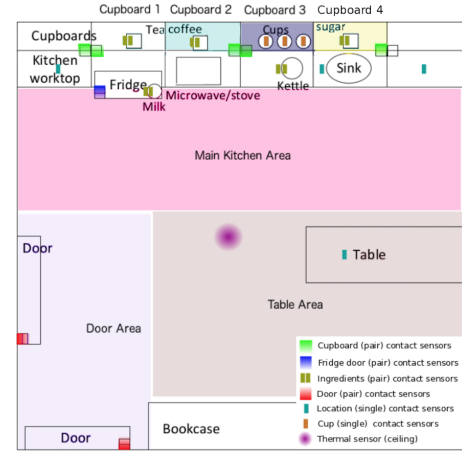 Cupboard 1 Cupboard 2 Cupboard 3 Cupboard 4
Cupboards Tea coffee Cups sugar
Kitchen
worktop
Fridge
Kettle
Sink
Microwave/stove
Milk
Main Kitchen Area
Door
Table
Table Area
Door Area
Cupboard (pair) contact sensors
Fridge door (pair) contact sensors
Ingredients (pair) contact sensors
Door (pair) contact sensors
Location (single) contact sensors
Cup (single) contact sensors
Thermal sensor (ceiling)
Door
Bookcase